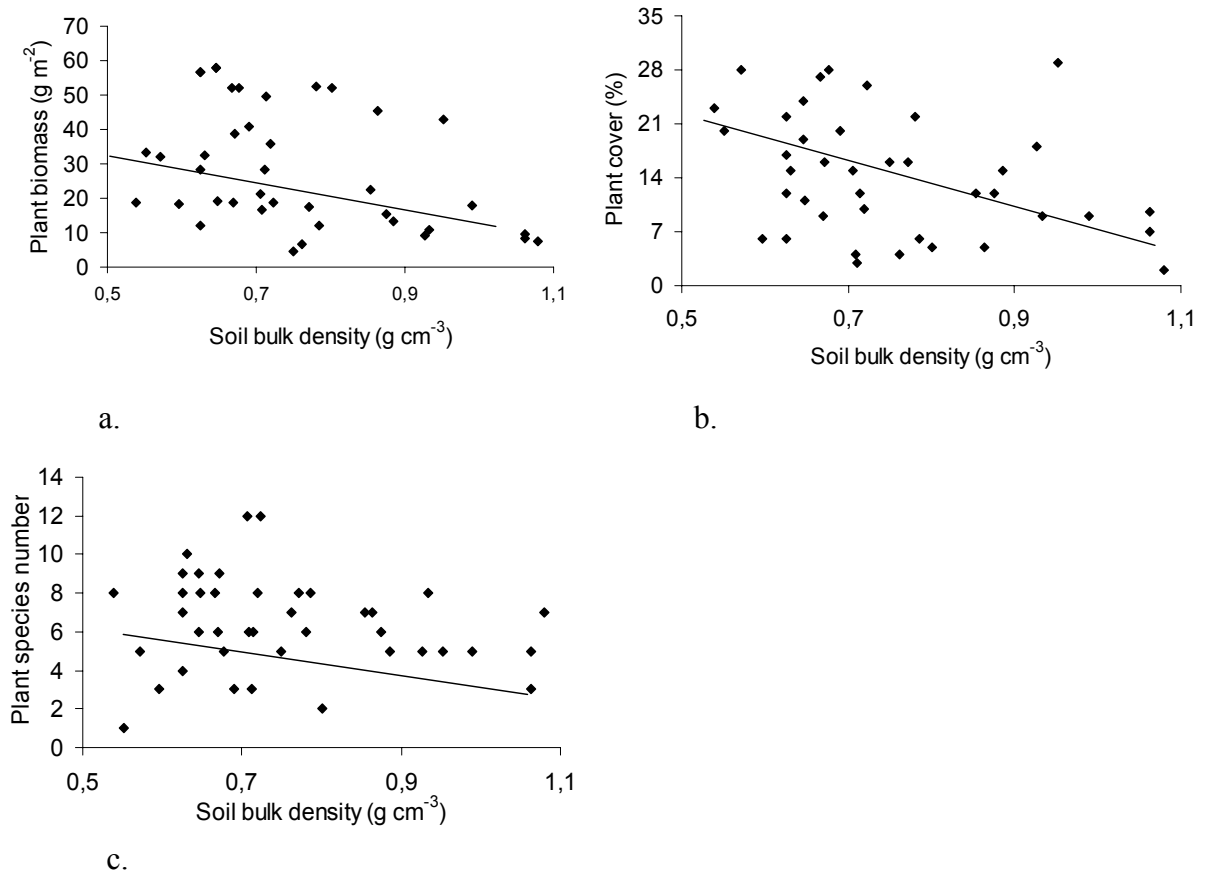 70
60
50
40
30
20
10
0
Plant biomass (g m-2)
0,5 0,7 0,9 1,1
Soil bulk density (g cm-3)
a.
35
28
21
14
7
0
Plant cover (%)
0,5 0,7 0,9 1,1
Soil bulk density (g cm-3)
b.
14
12
10
8
6
4
2
0
Plant species number
0,5 0,7 0,9 1,1
Soil bulk density (g cm-3)
c.